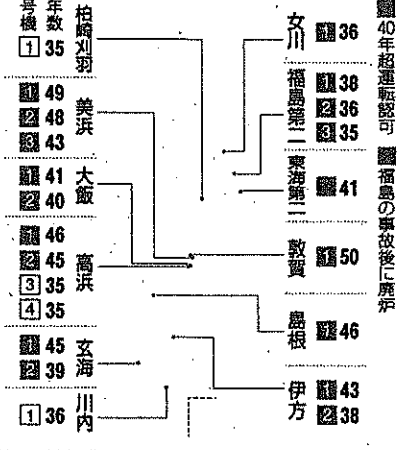 40年超運転認可 福島の事故後に廃炉
号機 年数
柏崎刈羽
1 35
美浜
1 49
2 48
3 43
大飯
1 41
2 40
高浜
1 46
2 45
3 35
4 35
玄海
1 45
2 39
川内
1 36
女川
1 36
福島第二
1 38
2 36
3 35
東海第二
41
敦賀
1 50
島根
1 46
伊方
1 43
2 38